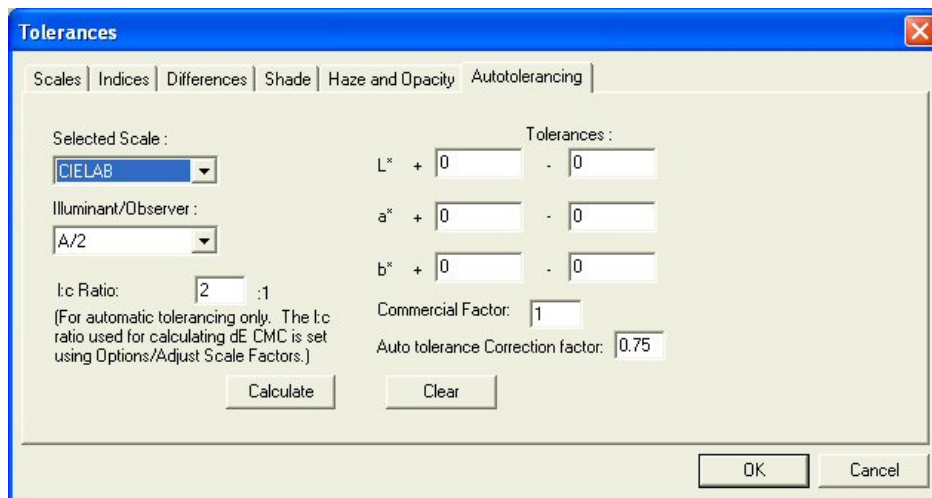 Tolerances
Scales Indices Differences Shade Haze and Opacity Autotolerancing
Selected Scale :
CIELAB
Illuminant/Observer :
A/2
l:c Ratio: 2 :1
(For automatic tolerancing only. The l:c
ratio used for calculating dE CMC is set
using Options/Adjust Scale Factors.)
Tolerances :
L* + 0 - 0
a* + 0 - 0
b* + 0 - 0
Commercial Factor: 1
Auto tolerance Correction factor: 0.75
Calculate Clear
OK Cancel